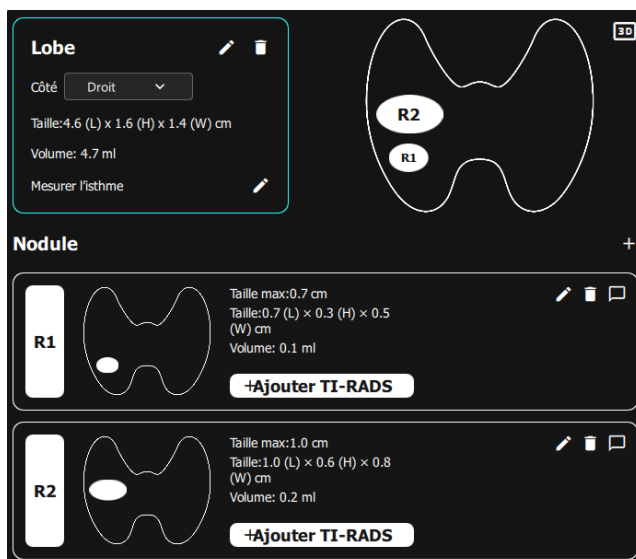 Lobe
3D
Côté Droit
R2
Taille:4.6 (L) x 1.6 (H) x 1.4 (W) cm
R1
Volume: 4.7 ml
Mesurer l'isthme
Nodule +
R1
Taille max:0.7 cm
Taille:0.7 (L) × 0.3 (H) × 0.5
(W) cm
Volume: 0.1 ml
+Ajouter TI-RADS
R2
Taille max:1.0 cm
Taille:1.0 (L) × 0.6 (H) × 0.8
(W) cm
Volume: 0.2 ml
+Ajouter TI-RADS